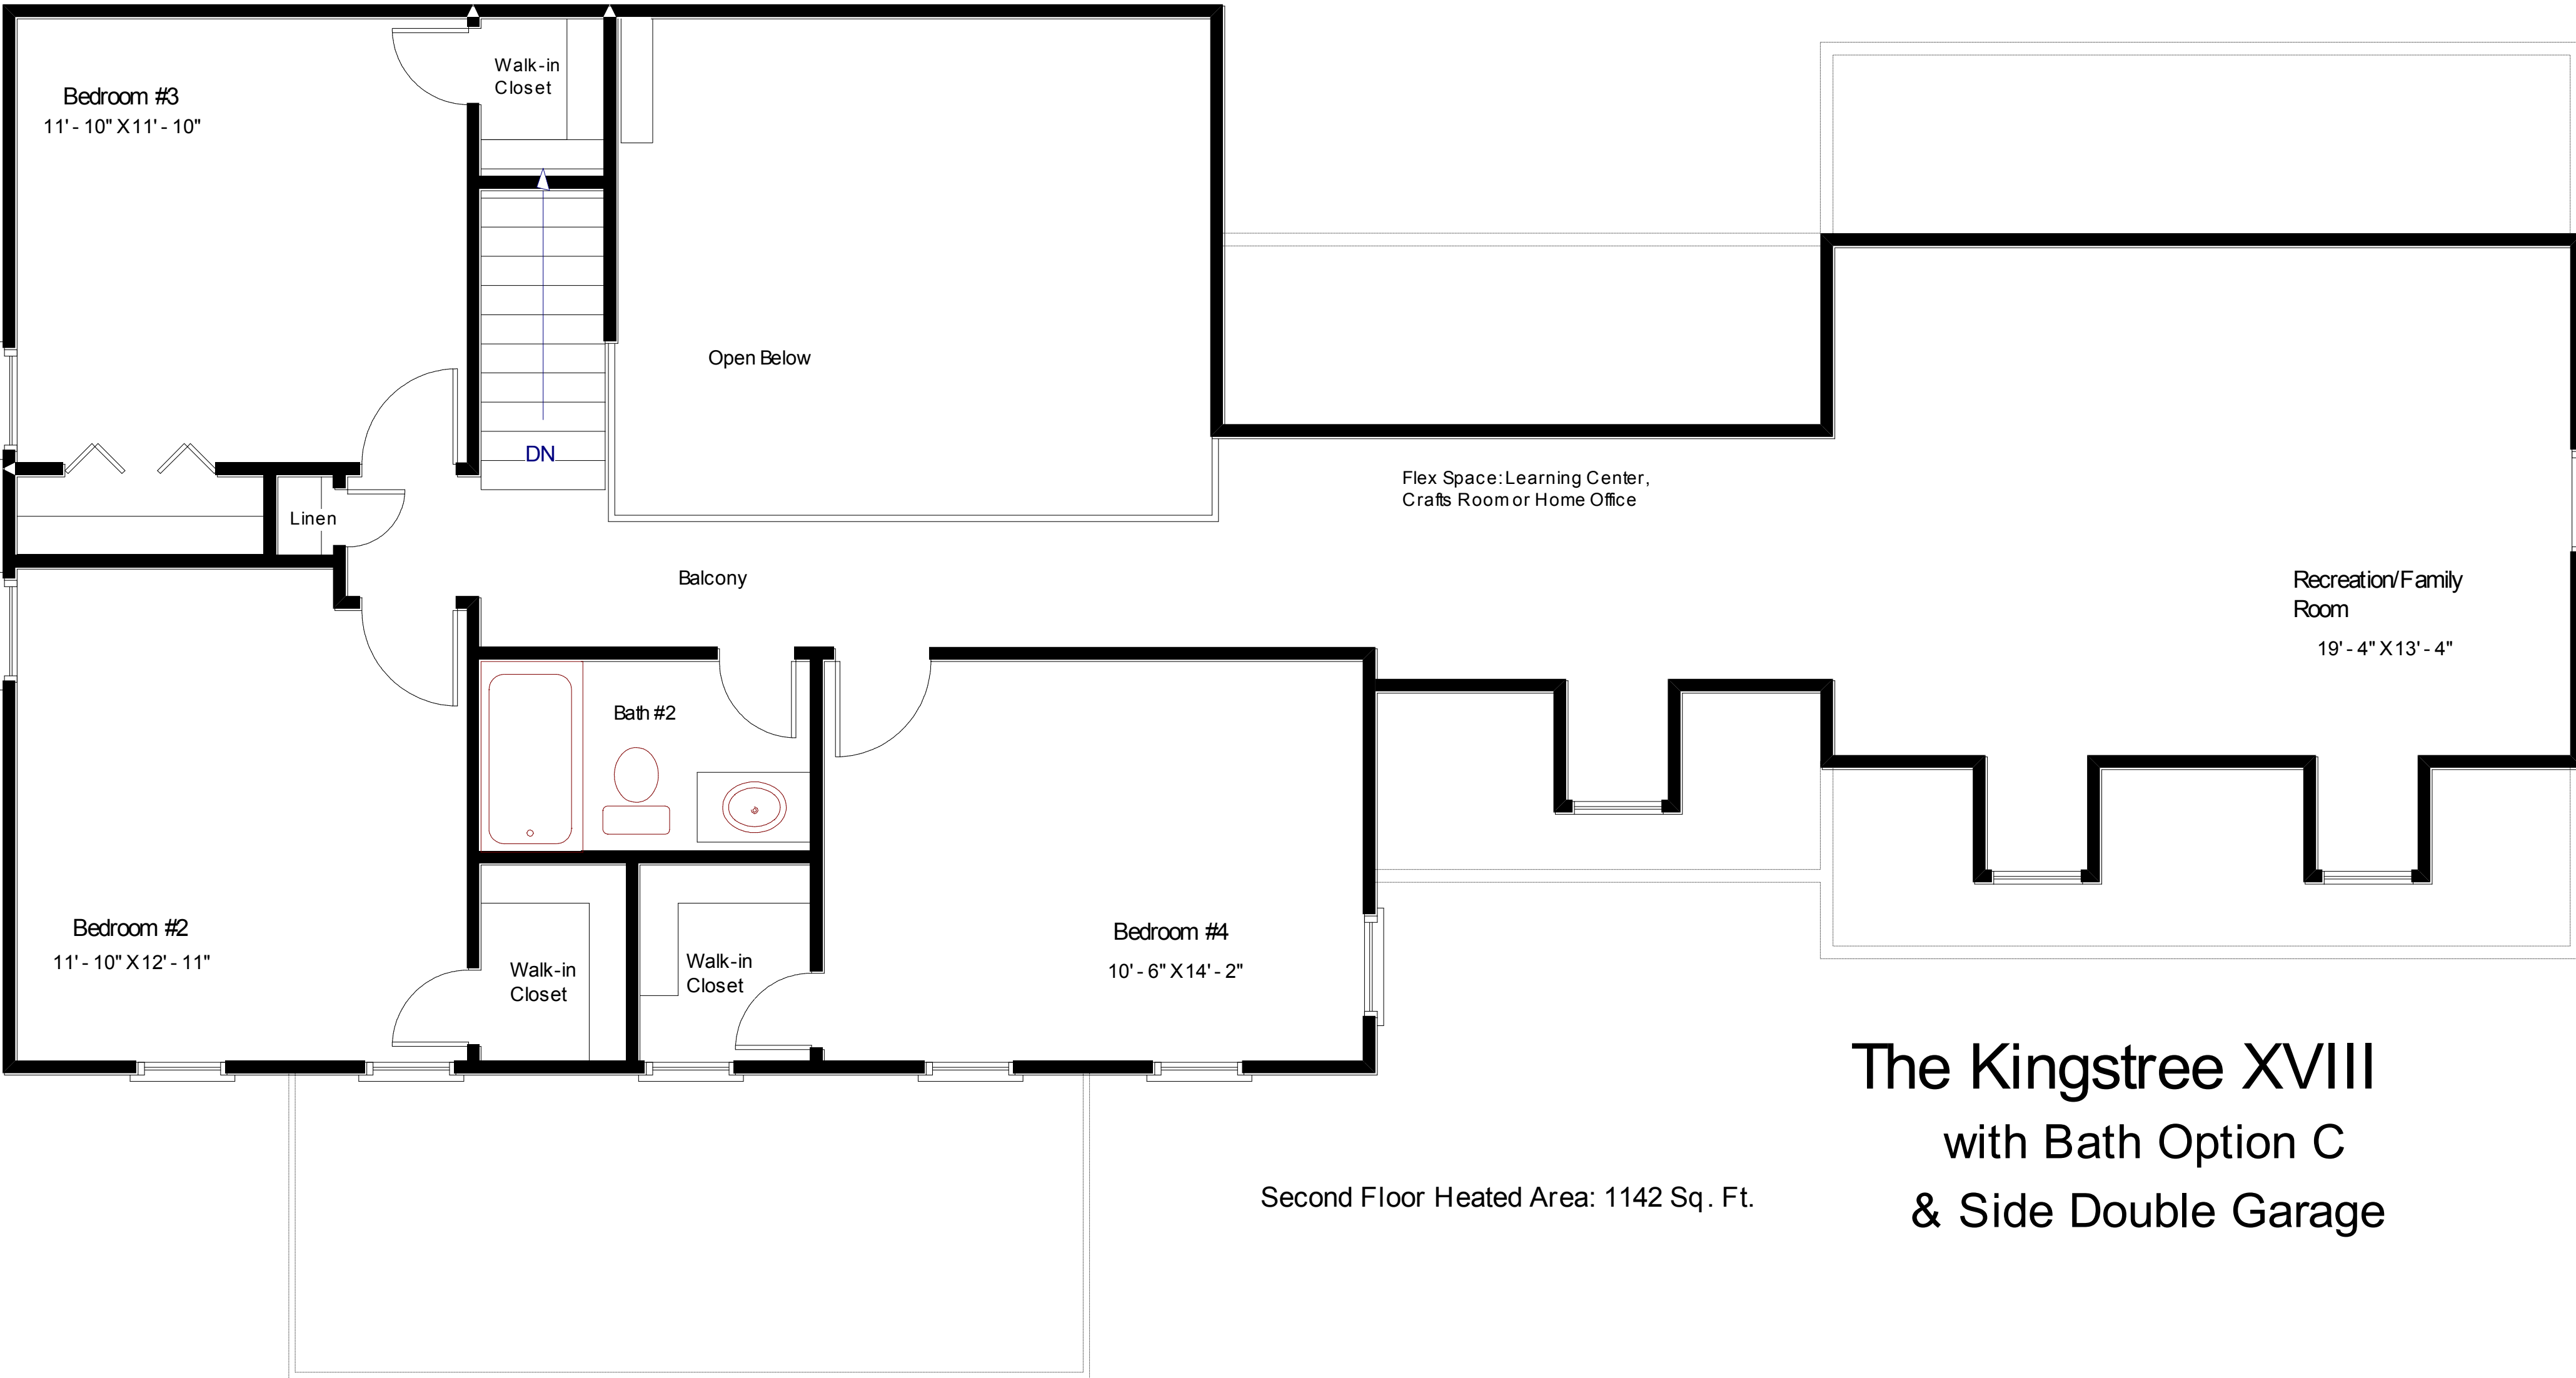 Walk-in
Closet
Bedroom #3
11' - 10" X 11' - 10"
Open Below
DN
Flex Space: Learning Center,
Crafts Room or Home Office
Linen
Balcony
Recreation/Family
Room
19' - 4" X 13' - 4"
Bath #2
Bedroom #2
11' - 10" X 12' - 11"
Walk-in
Closet
Walk-in
Closet
Bedroom #4
10' - 6" X 14' - 2"
The Kingstree XVIII
with Bath Option C
& Side Double Garage
Second Floor Heated Area: 1142 Sq. Ft.